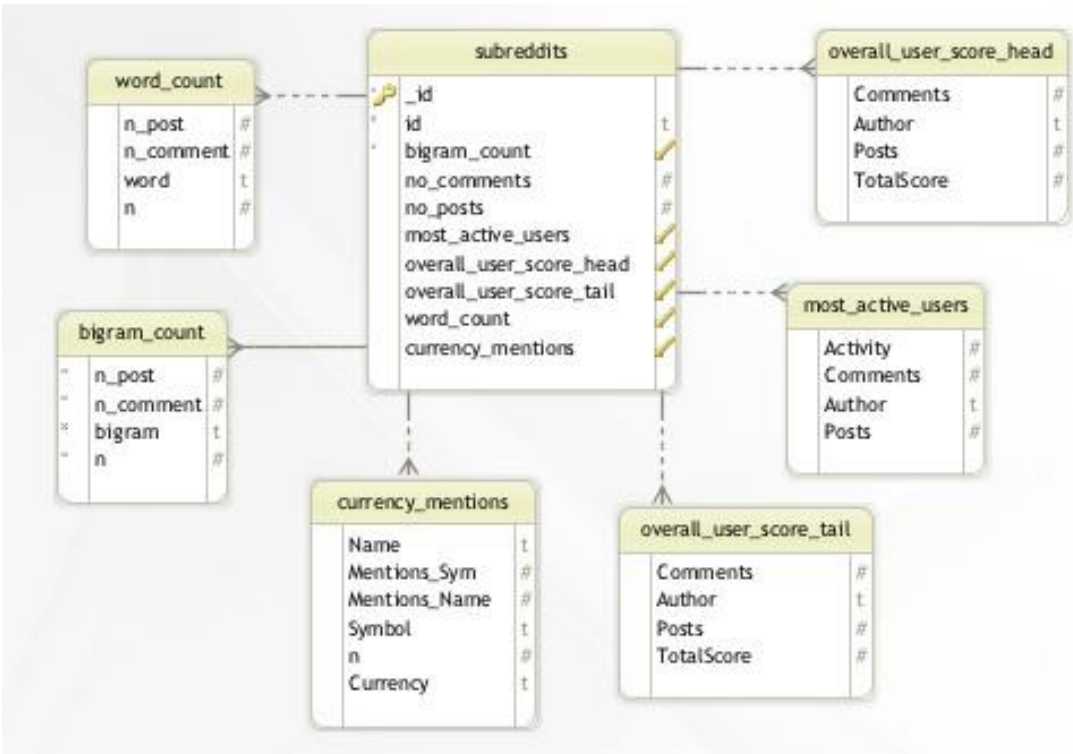 subreddits
_id
* id t
* bigram_count
no_comments #
no_posts #
most_active_users
overall_user_score_head
overall_user_score_tail
word_count
currency_mentions
word_count
n_post #
n_comment #
word t
n #
overall_user_score_head
Comments #
Author t
Posts #
TotalScore #
bigram_count
* n_post #
* n_comment #
* bigram t
* n #
most_active_users
Activity #
Comments #
Author t
Posts #
currency_mentions
Name t
Mentions_Sym #
Mentions_Name #
Symbol t
n #
Currency t
overall_user_score_tail
Comments #
Author t
Posts #
TotalScore #